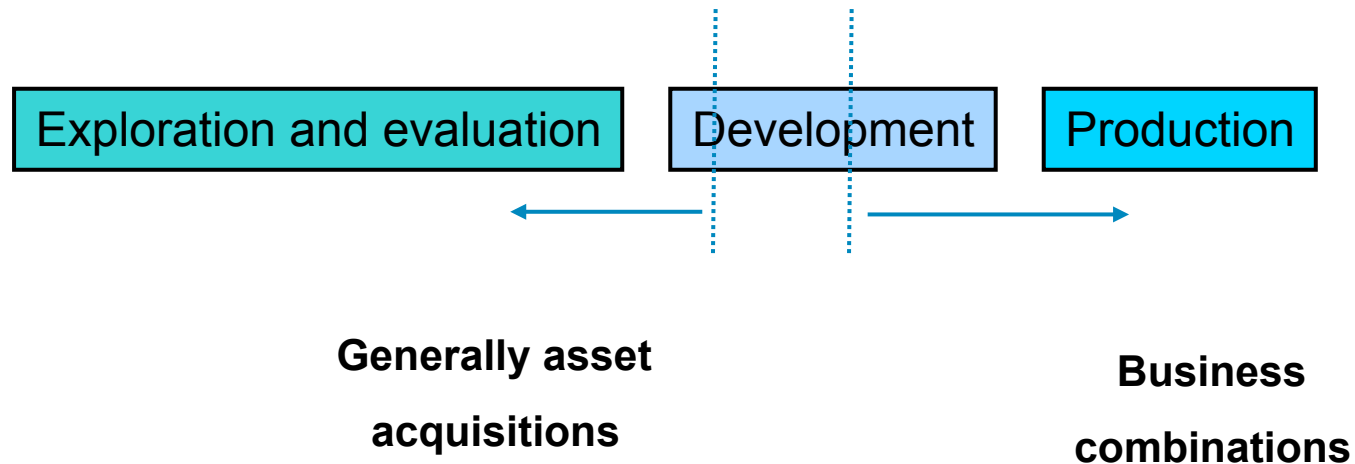 Exploration and evaluation
Development
Production
Generally asset
acquisitions
Business
combinations